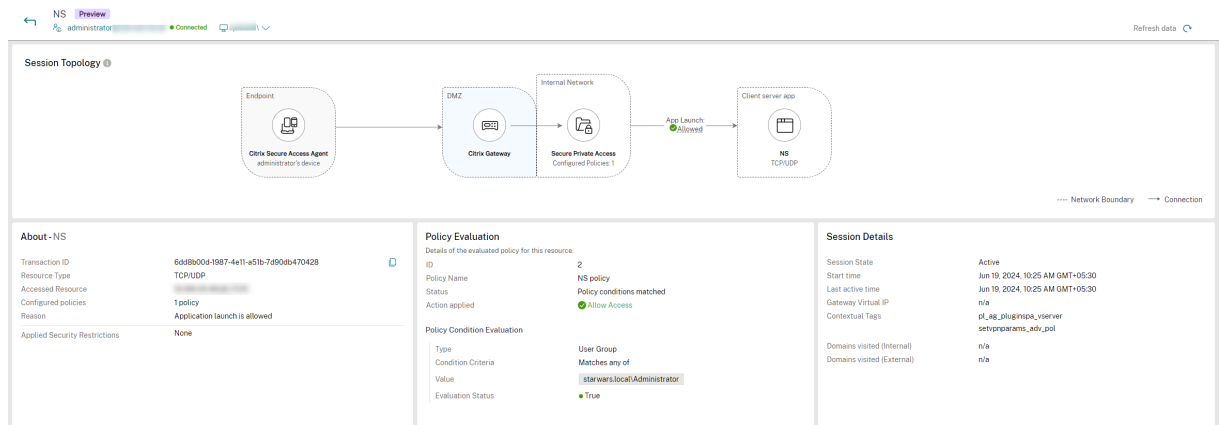 NS Preview
administrator Connected
Refresh data
Session Topology
Endpoint
DMZ
Internal Network
Client server app
App Launch:
Allowed
Citrix Secure Access Agent
administrator's device
Citrix Gateway
Secure Private Access
Configured Policies: 1
NS
TCP/UDP
Network Boundary
Connection
About - NS
Transaction ID 6dd8b00d-1987-4e11-a51b-7d90db470428
Resource Type TCP/UDP
Accessed Resource
Configured policies 1 policy
Reason Application launch is allowed
Applied Security Restrictions None
Policy Evaluation
Details of the evaluated policy for this resource.
ID 2
Policy Name NS policy
Status Policy conditions matched
Action applied Allow Access
Policy Condition Evaluation
Type User Group
Condition Criteria Matches any of
Value starwars.local\Administrator
Evaluation Status True
Session Details
Session State Active
Start time Jun 19, 2024, 10:25 AM GMT+05:30
Last active time Jun 19, 2024, 10:25 AM GMT+05:30
Gateway Virtual IP n/a
Contextual Tags pl_ag_pluginspa_vserver
setvpnparams_adv_pol
Domains visited (Internal) n/a
Domains visited (External) n/a